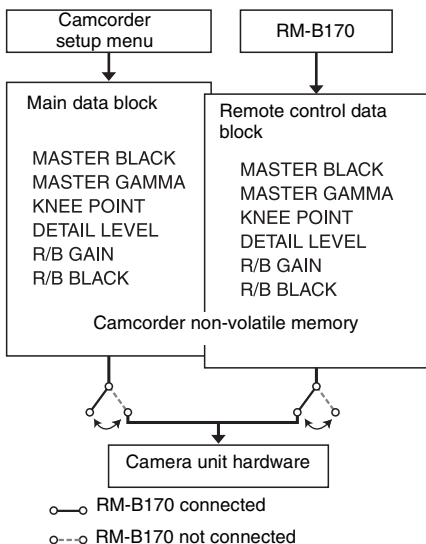 Camcorder
setup menu
RM-B170
Main data block
MASTER BLACK
MASTER GAMMA
KNEE POINT
DETAIL LEVEL
R/B GAIN
R/B BLACK
Remote control data
block
MASTER BLACK
MASTER GAMMA
KNEE POINT
DETAIL LEVEL
R/B GAIN
R/B BLACK
Camcorder non-volatile memory
Camera unit hardware
RM-B170 connected
RM-B170 not connected